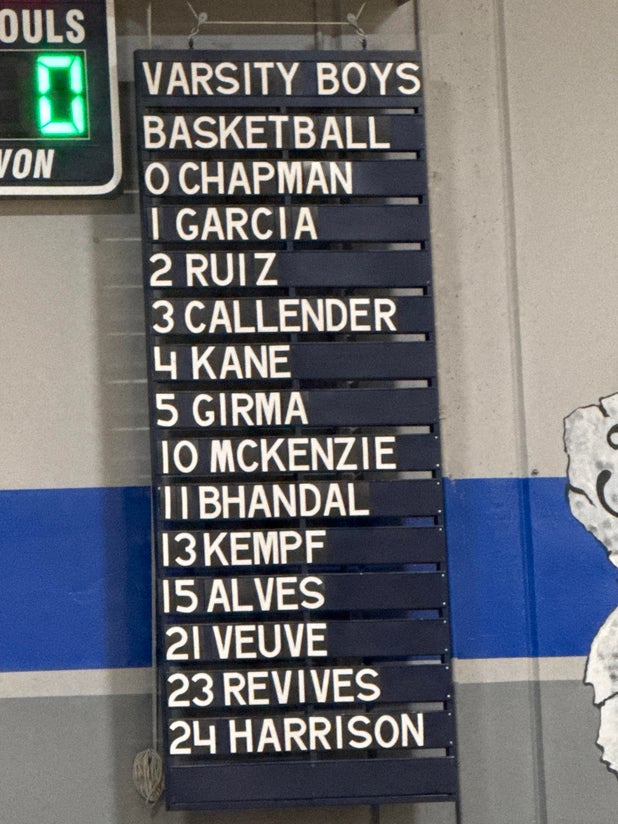 OULS
0
WON
VARSITY BOYS
BASKETBALL
0 CHAPMAN
1 GARCIA
2 RUIZ
3 CALLENDER
4 KANE
5 GIRMA
10 MCKENZIE
11 BHANDAL
13 KEMPF
15 ALVES
21 VEUVE
23 REVIVES
24 HARRISON